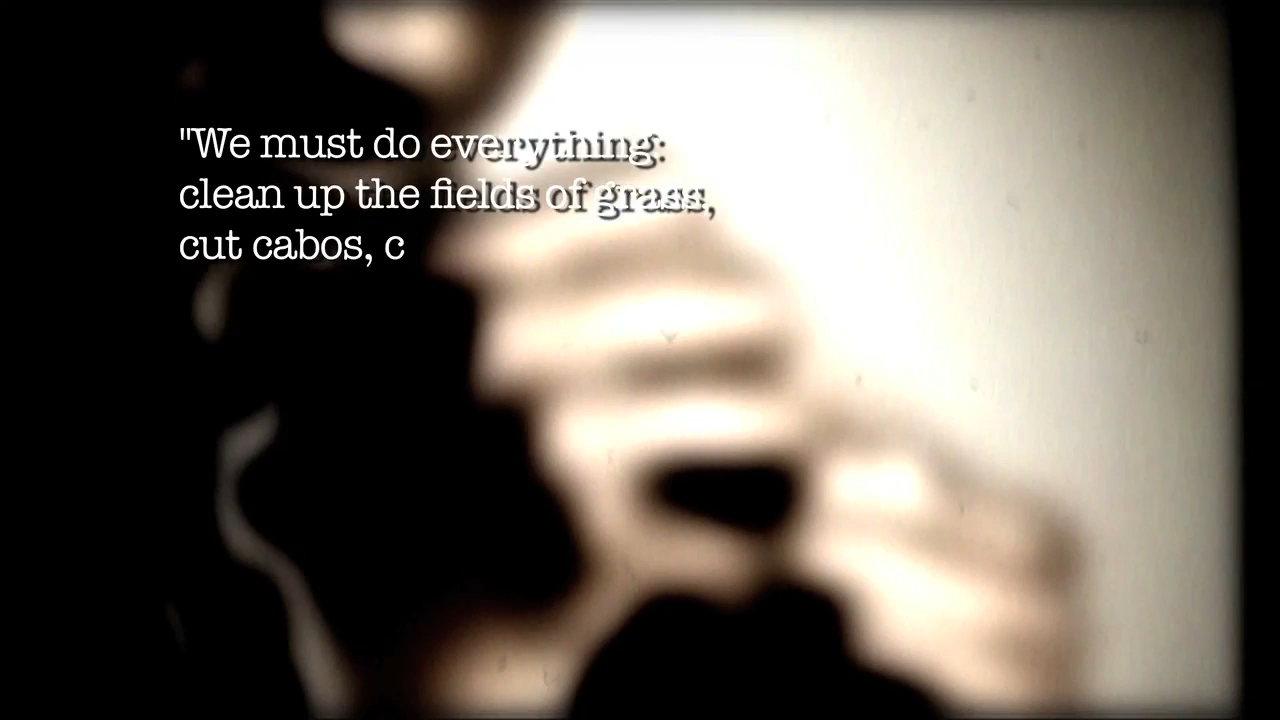 "We must do everything:
clean up the fields of grass,
cut cabos, c